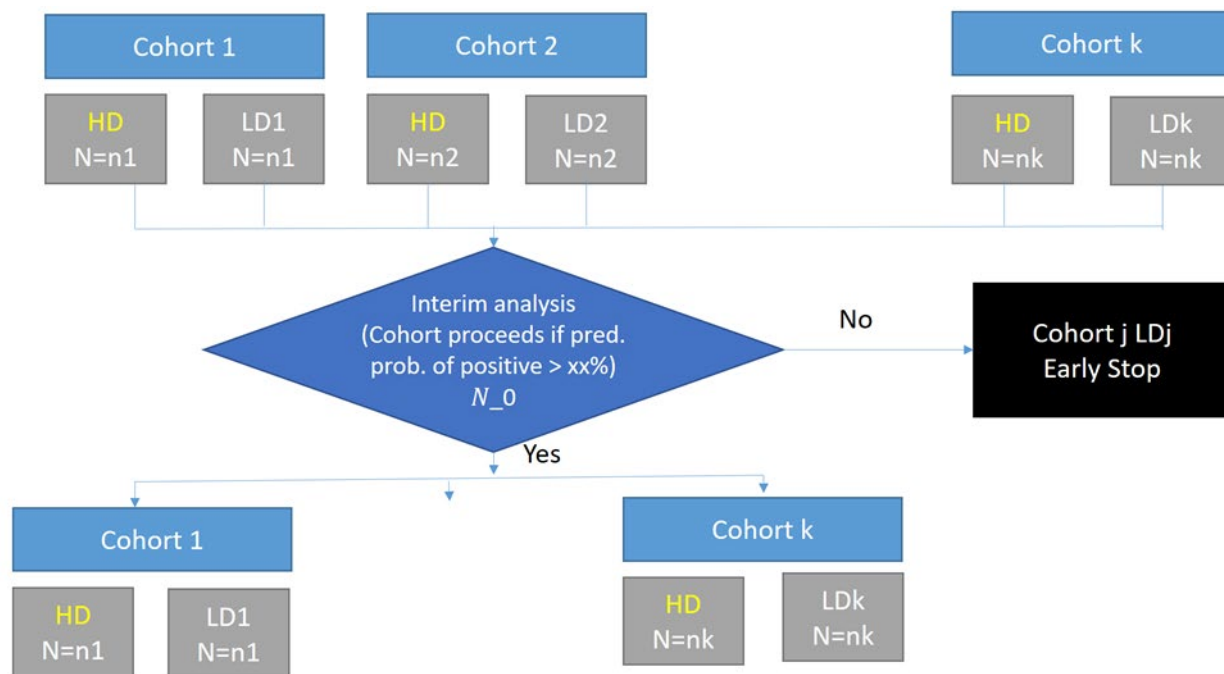 Cohort 1
Cohort 2
Cohort k
HD
N=n1
LD1
N=n1
HD
N=n2
LD2
N=n2
HD
N=nk
LDk
N=nk
Interim analysis
(Cohort proceeds if pred.
prob. of positive > xx%)
N_0
No
Cohort j LDj
Early Stop
Yes
Cohort 1
Cohort k
HD
N=n1
LD1
N=n1
HD
N=nk
LDk
N=nk